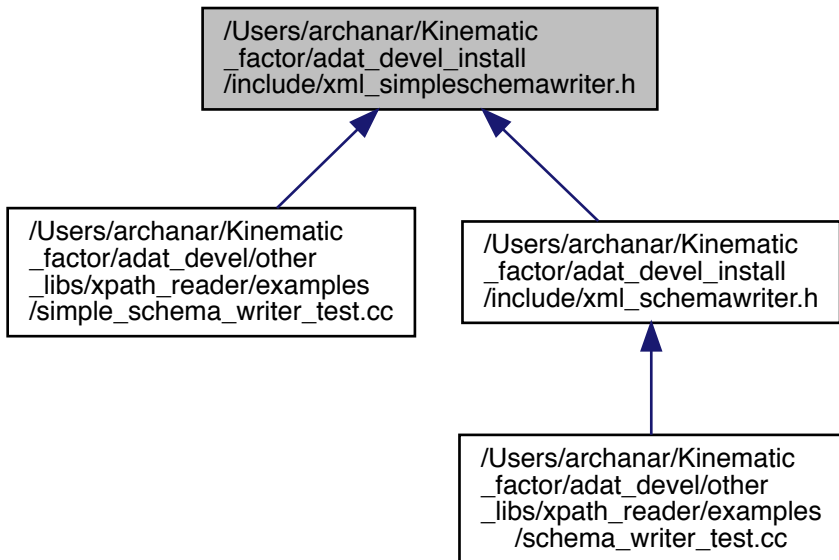 /Users/archanar/Kinematic
_factor/adat_devel_install
/include/xml_simpleschemawriter.h
/Users/archanar/Kinematic
_factor/adat_devel/other
_libs/xpath_reader/examples
/simple_schema_writer_test.cc
/Users/archanar/Kinematic
_factor/adat_devel_install
/include/xml_schemawriter.h
/Users/archanar/Kinematic
_factor/adat_devel/other
_libs/xpath_reader/examples
/schema_writer_test.cc